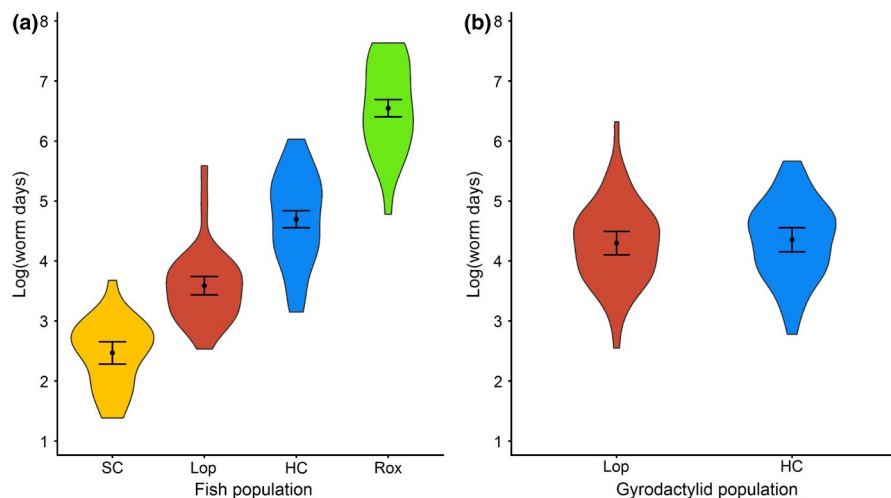 (a)
Log(worm days)
8
7
6
5
4
3
2
1
SC Lop HC Rox
Fish population
(b)
Log(worm days)
8
7
6
5
4
3
2
1
Lop HC
Gyrodactylid population